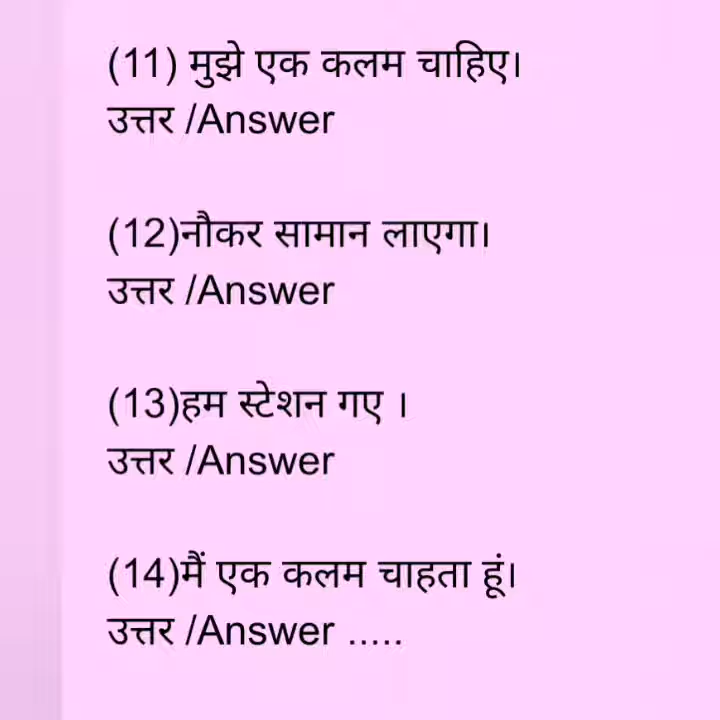 (11) मुझे एक कलम चाहिए।
उत्तर /Answer
(12)नौकर सामान लाएगा।
उत्तर /Answer
(13)हम स्टेशन गए ।
उत्तर /Answer
(14)मैं एक कलम चाहता हूं।
उत्तर /Answer .....